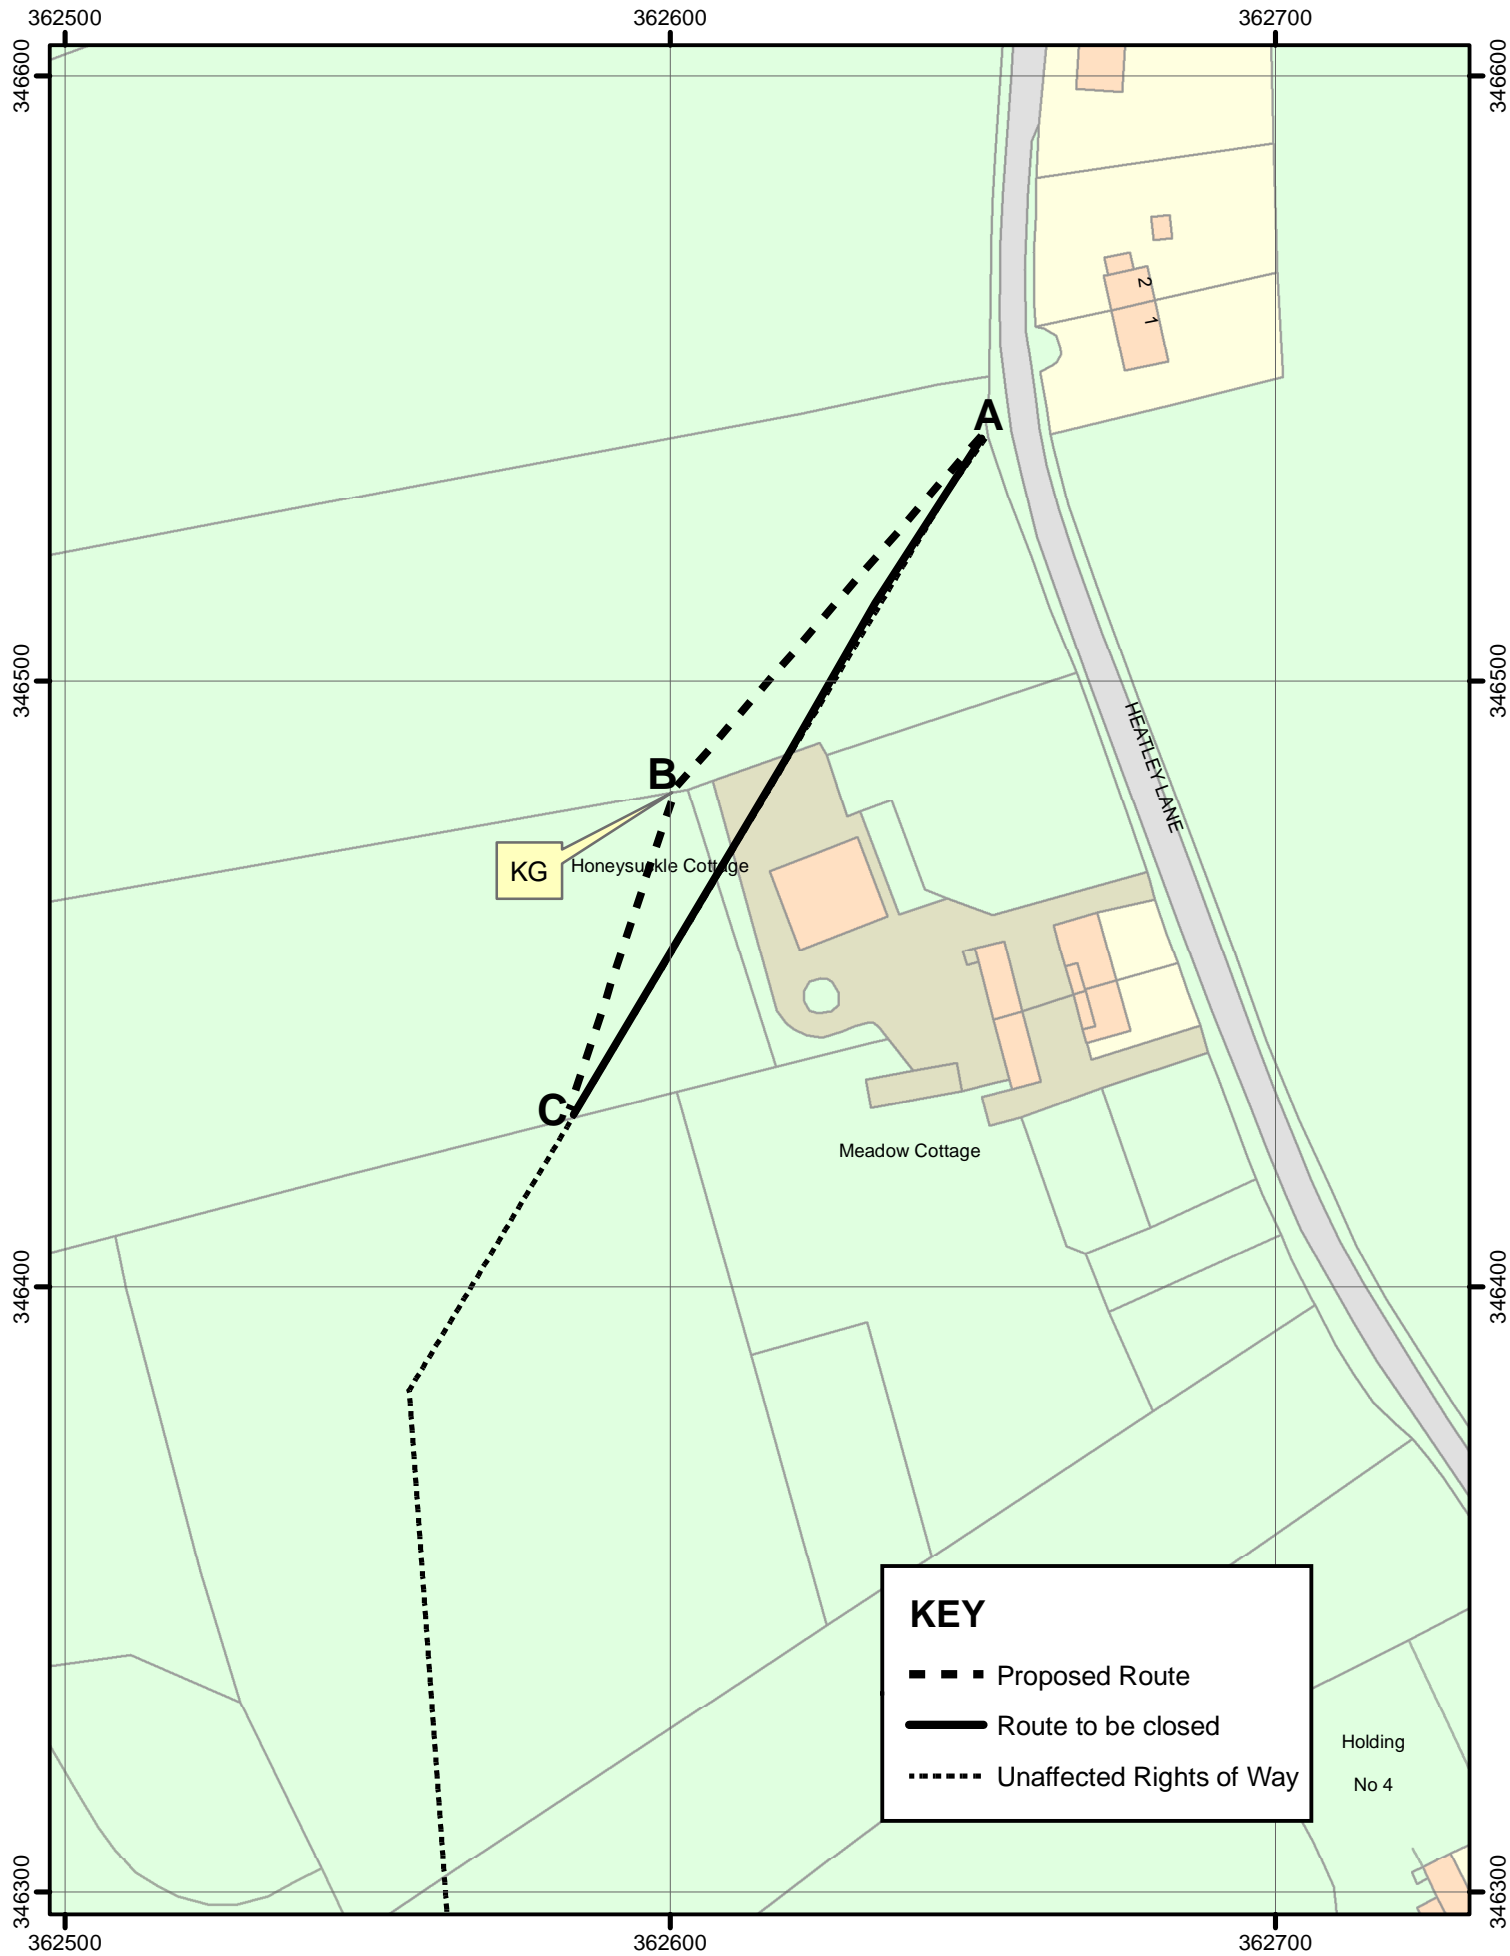 362500
362600
362700
346600
346600
2
1
A
346500
346500
HEATLEY LANE
B
KG
Honeysuckle Cottage
C
Meadow Cottage
346400
346400
KEY
Proposed Route
Route to be closed
Unaffected Rights of Way
Holding
No 4
346300
346300
362500
362600
362700